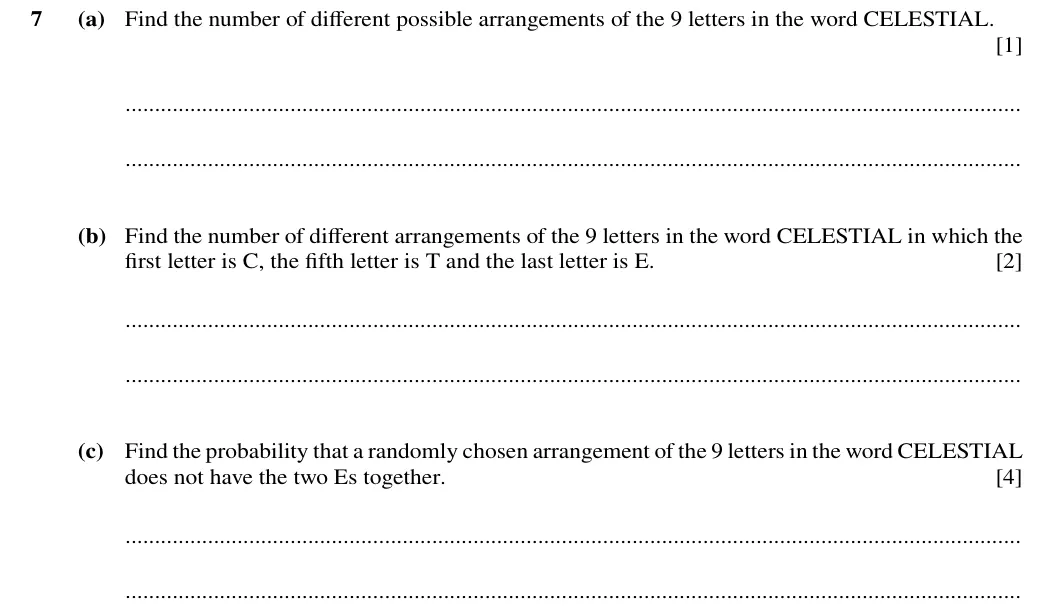 7 (a) Find the number of different possible arrangements of the 9 letters in the word CELESTIAL.
[1]
(b) Find the number of different arrangements of the 9 letters in the word CELESTIAL in which the
first letter is C, the fifth letter is T and the last letter is E. [2]
(c) Find the probability that a randomly chosen arrangement of the 9 letters in the word CELESTIAL
does not have the two Es together. [4]